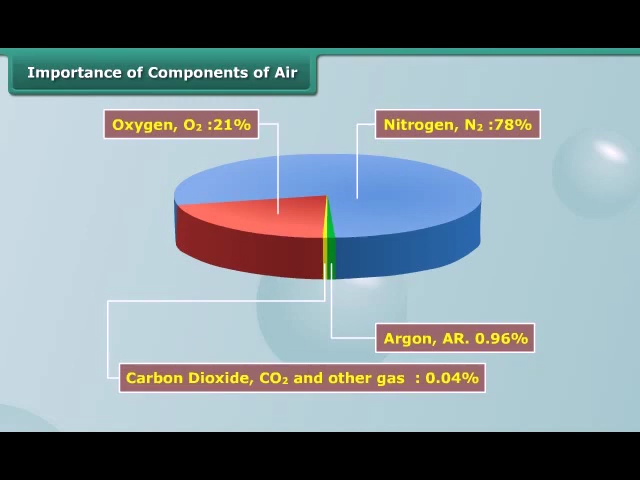 Importance of Components of Air
Oxygen, O₂ :21%
Nitrogen, N₂ :78%
Argon, AR. 0.96%
Carbon Dioxide, CO₂ and other gas : 0.04%